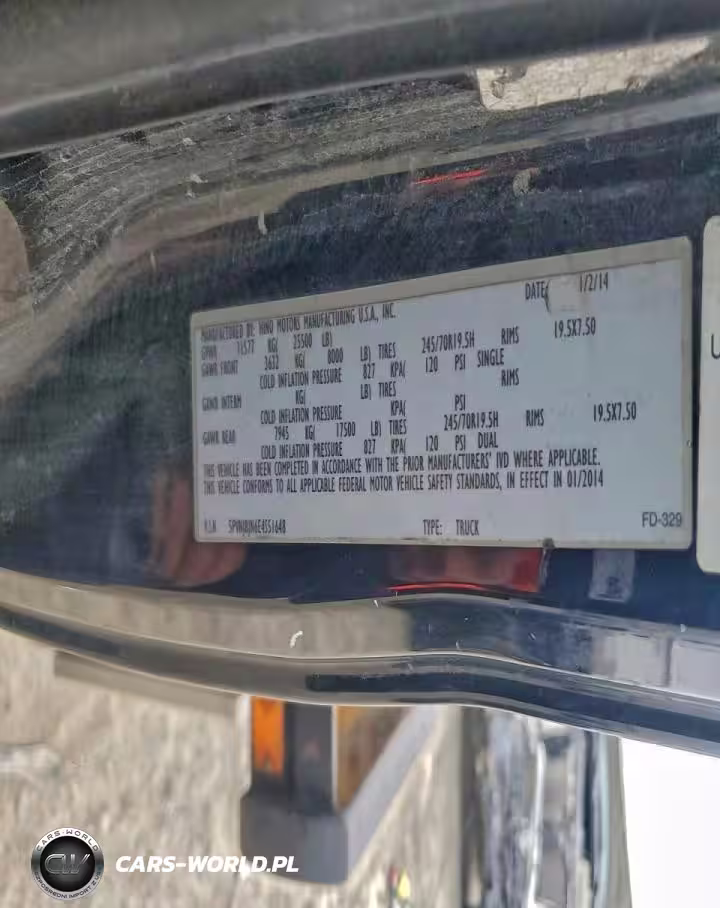 DATE: 1/2/14
MANUFACTURED BY: HINO MOTORS MANUFACTURING U.S.A., INC.
GVWR 11577 KG( 25500 LB)
GAWR FRONT 3632 KG( 8000 LB) TIRES 245/70R19.5H RIMS 19.5X7.50
COLD INFLATION PRESSURE 827 KPA( 120 PSI SINGLE
GAWR INTERM KG( LB) TIRES RIMS
COLD INFLATION PRESSURE KPA( PSI
GAWR REAR 7945 KG( 17500 LB) TIRES 245/70R19.5H RIMS 19.5X7.50
COLD INFLATION PRESSURE 827 KPA( 120 PSI DUAL
THIS VEHICLE HAS BEEN COMPLETED IN ACCORDANCE WITH THE PRIOR MANUFACTURERS' IVD WHERE APPLICABLE.
THIS VEHICLE CONFORMS TO ALL APPLICABLE FEDERAL MOTOR VEHICLE SAFETY STANDARDS, IN EFFECT IN 01/2014
V.I.N. TYPE: TRUCK
FD-329
CARS-WORLD
CW
CARS-WORLD.PL